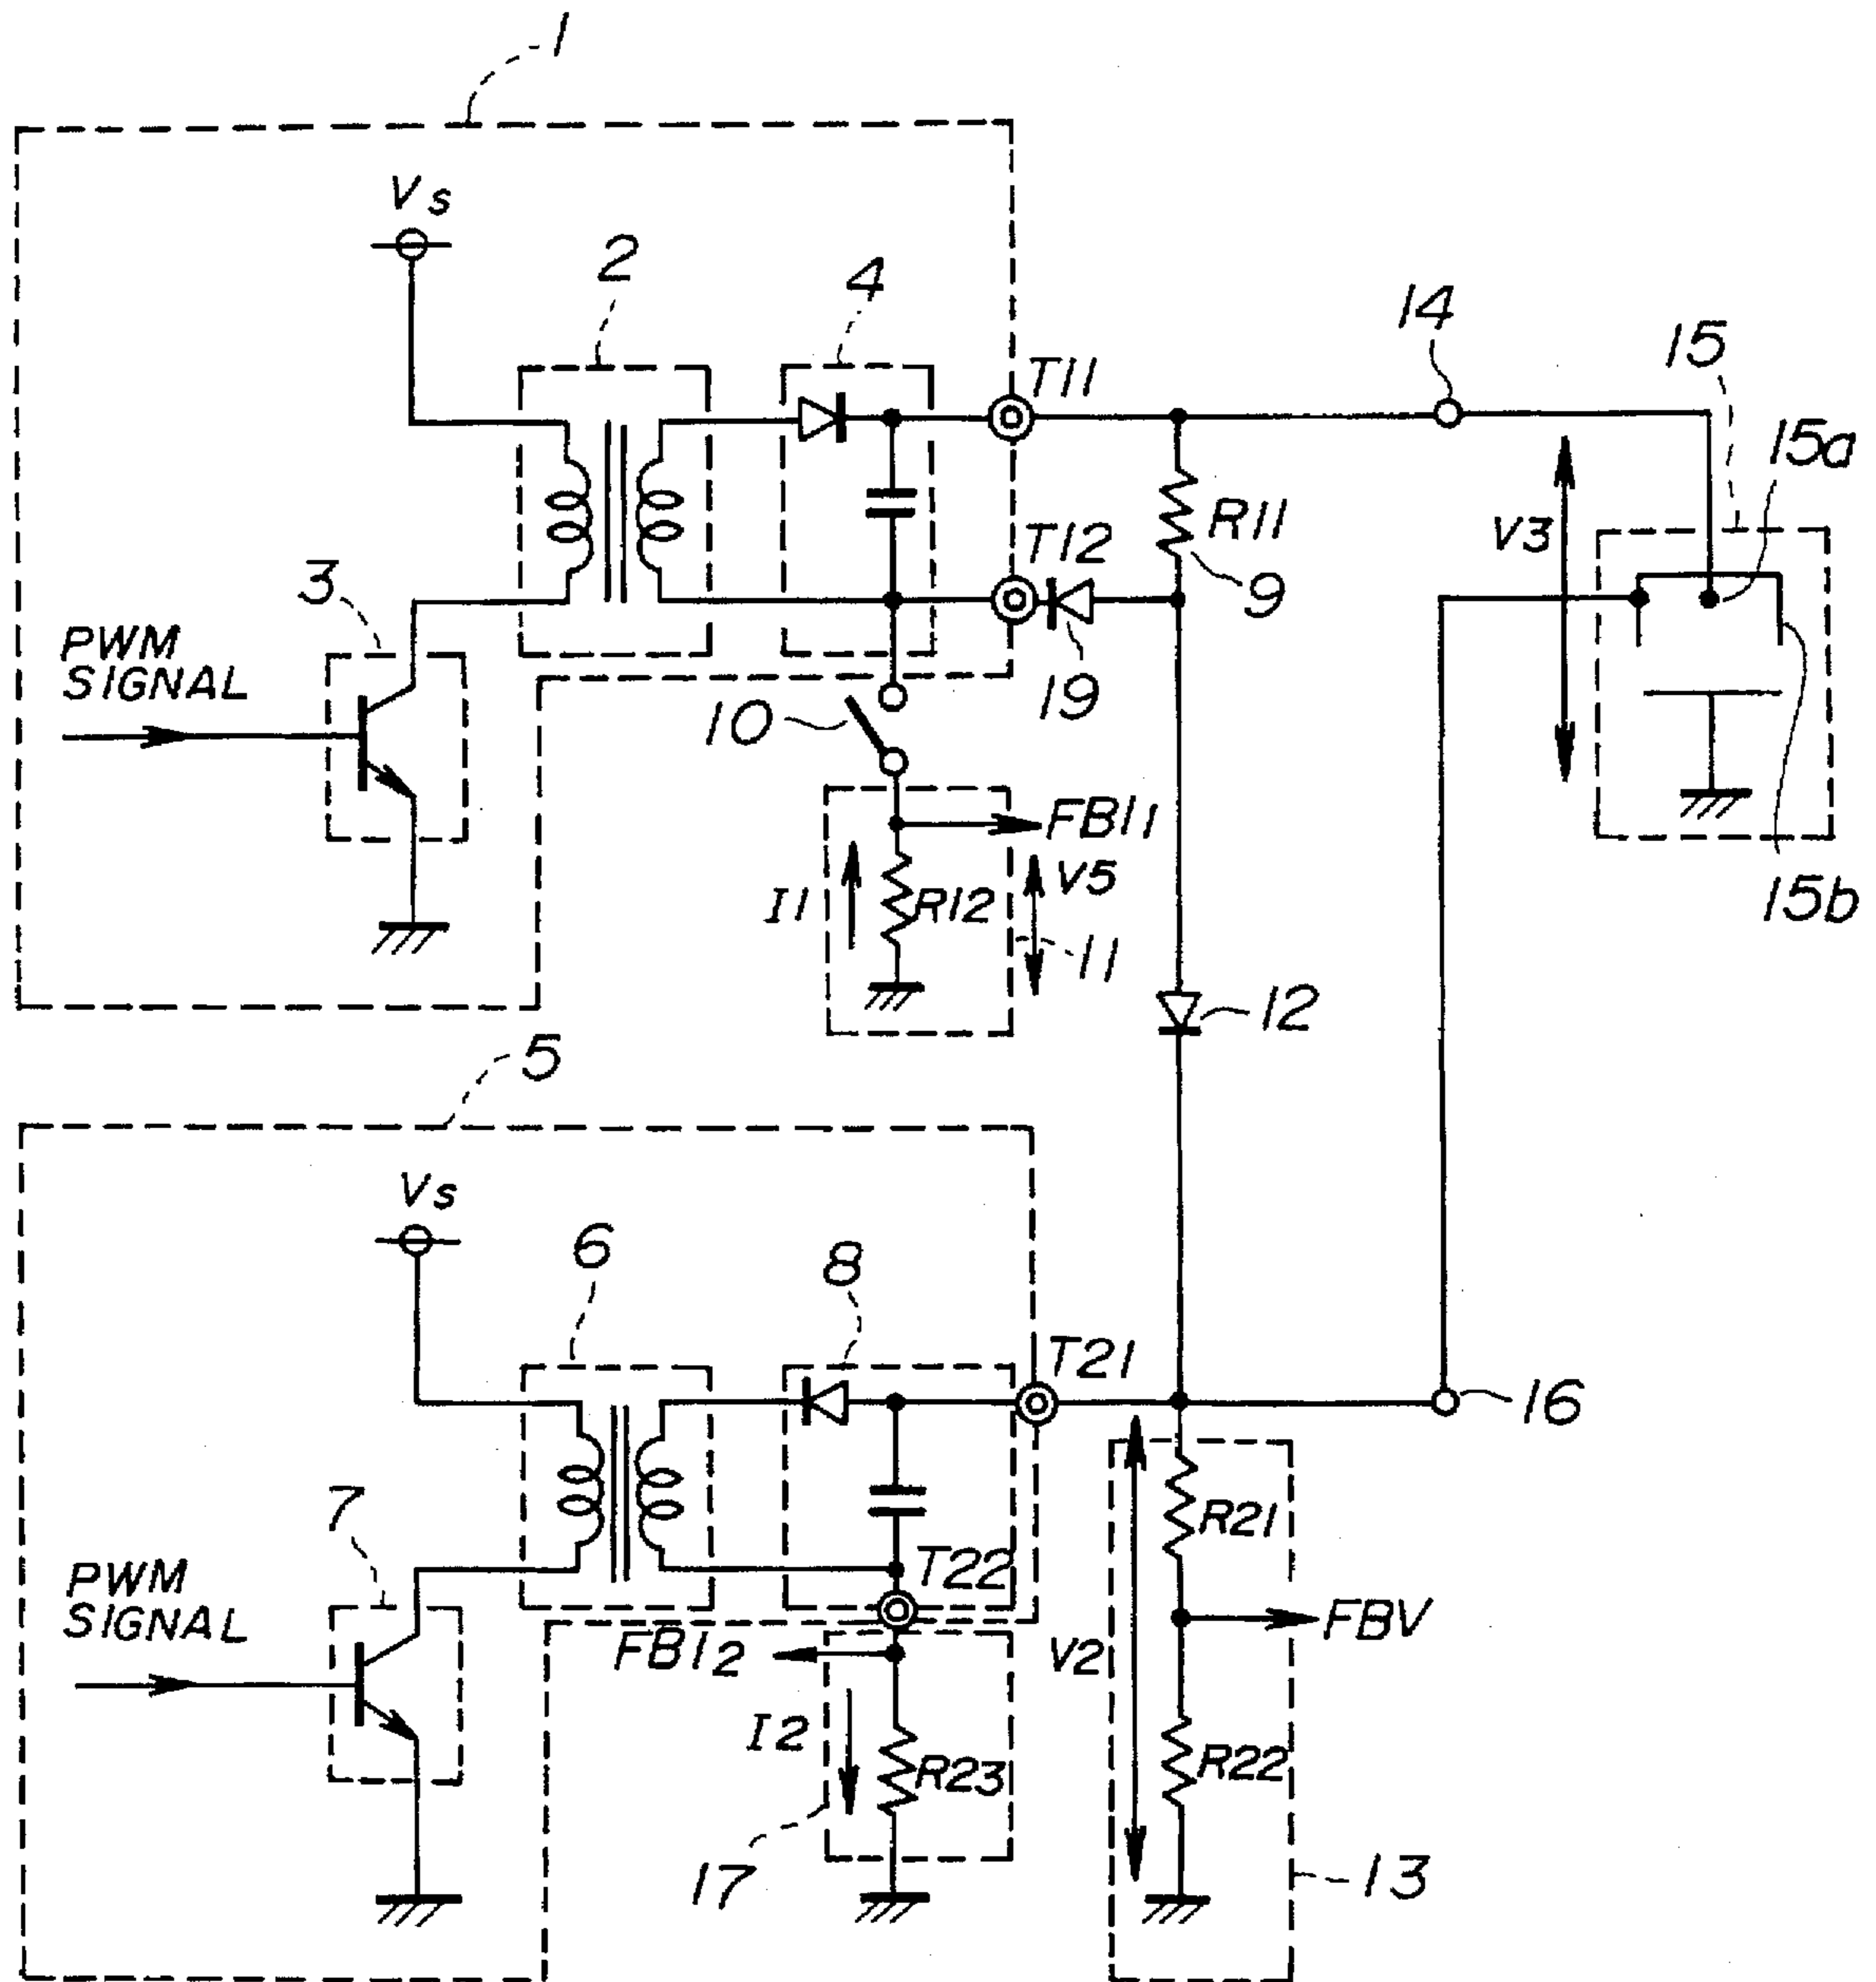 1
Vs
2
4
14
15
T11
15a
R11
V3
T12
3
9
PWM
SIGNAL
19
10
FBI1
V5
I1
R12
15b
11
12
5
Vs
6
8
T21
16
7
R21
PWM
SIGNAL
T22
FBV
FBI2
V2
I2
R23
R22
17
13